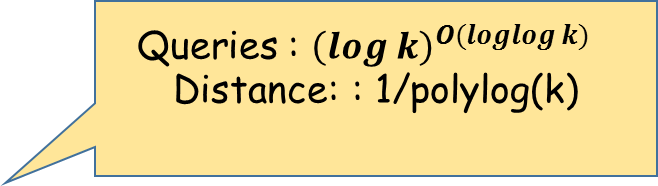 Queries : (log k)^{O(loglog k)}
Distance: : 1/polylog(k)